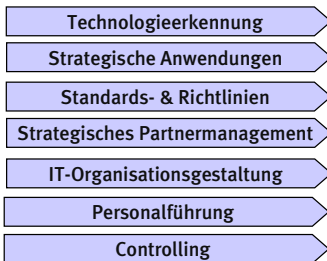 Technologieerkennung
Strategische Anwendungen
Standards- & Richtlinien
Strategisches Partnermanagement
IT-Organisationsgestaltung
Personalführung
Controlling